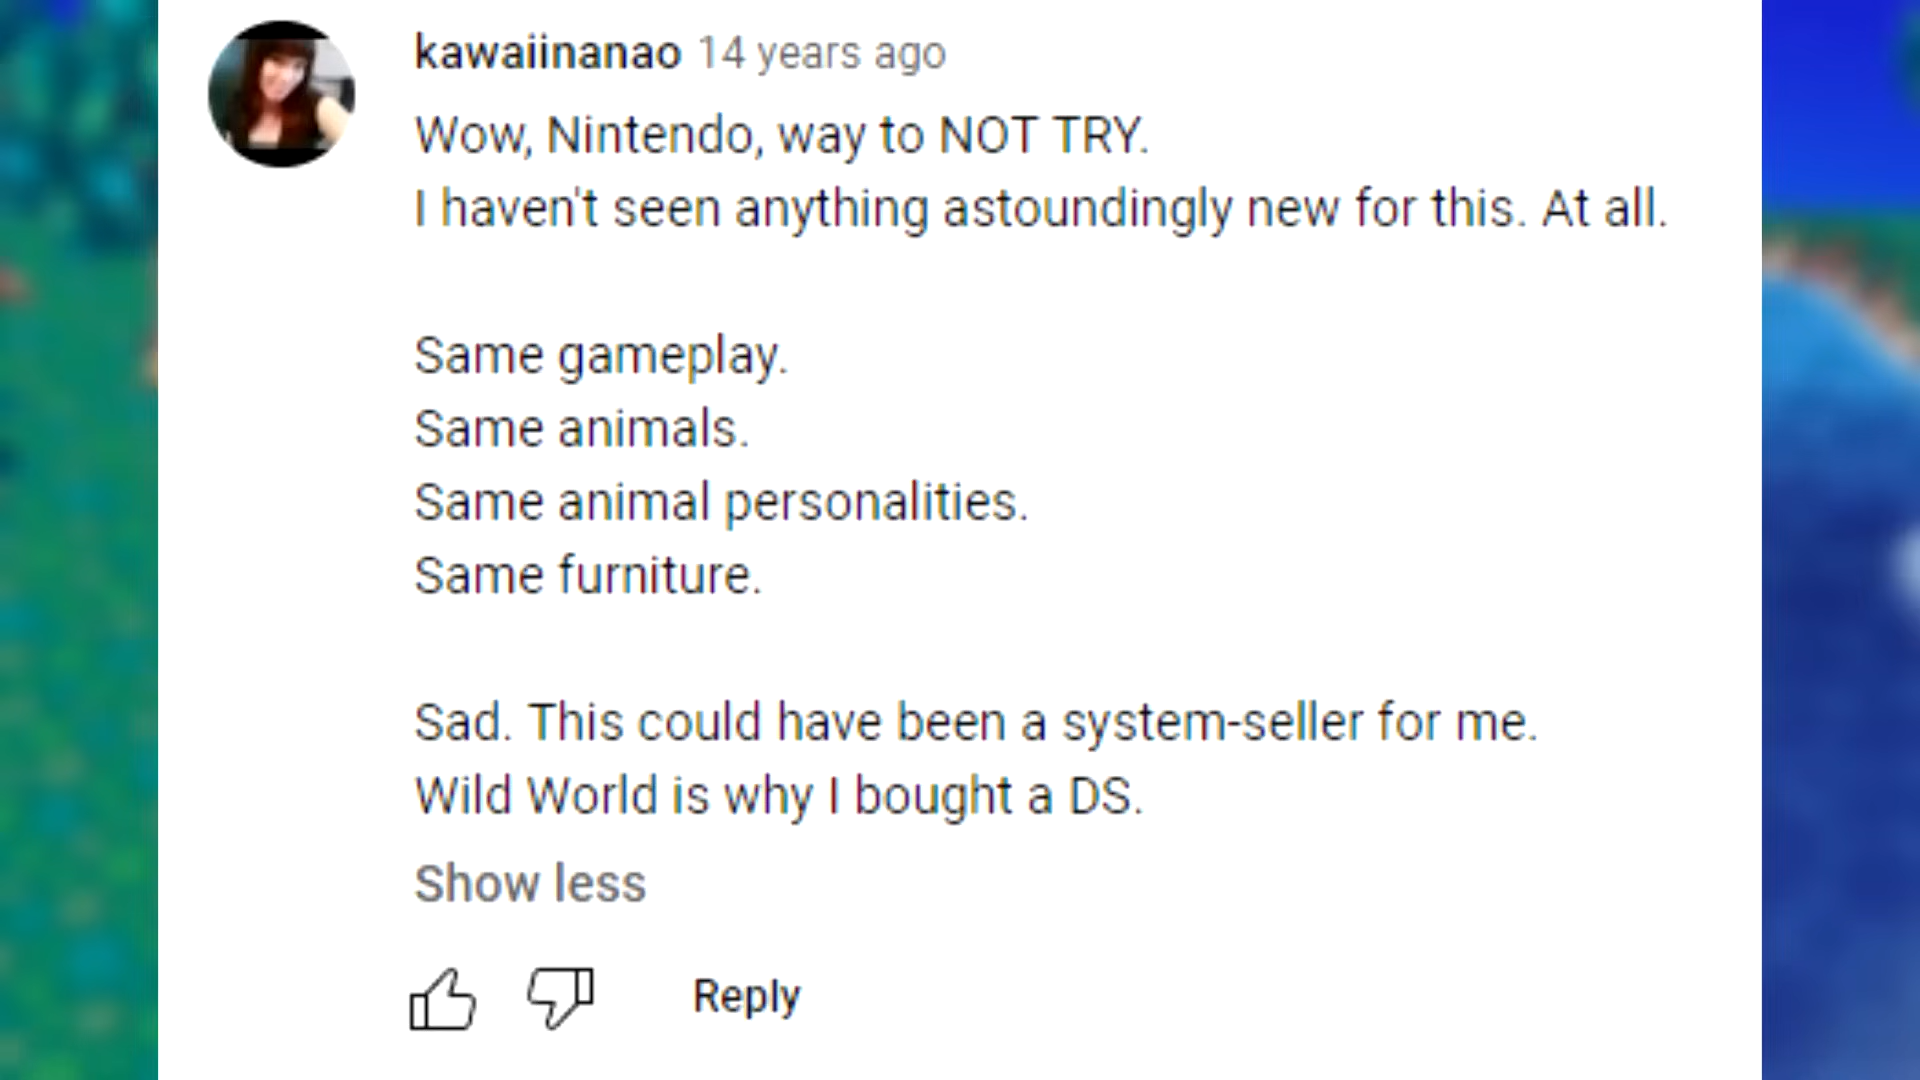 kawaiinanao 14 years ago
Wow, Nintendo, way to NOT TRY.
I haven't seen anything astoundingly new for this. At all.
Same gameplay.
Same animals.
Same animal personalities.
Same furniture.
Sad. This could have been a system-seller for me.
Wild World is why I bought a DS.
Show less
Reply